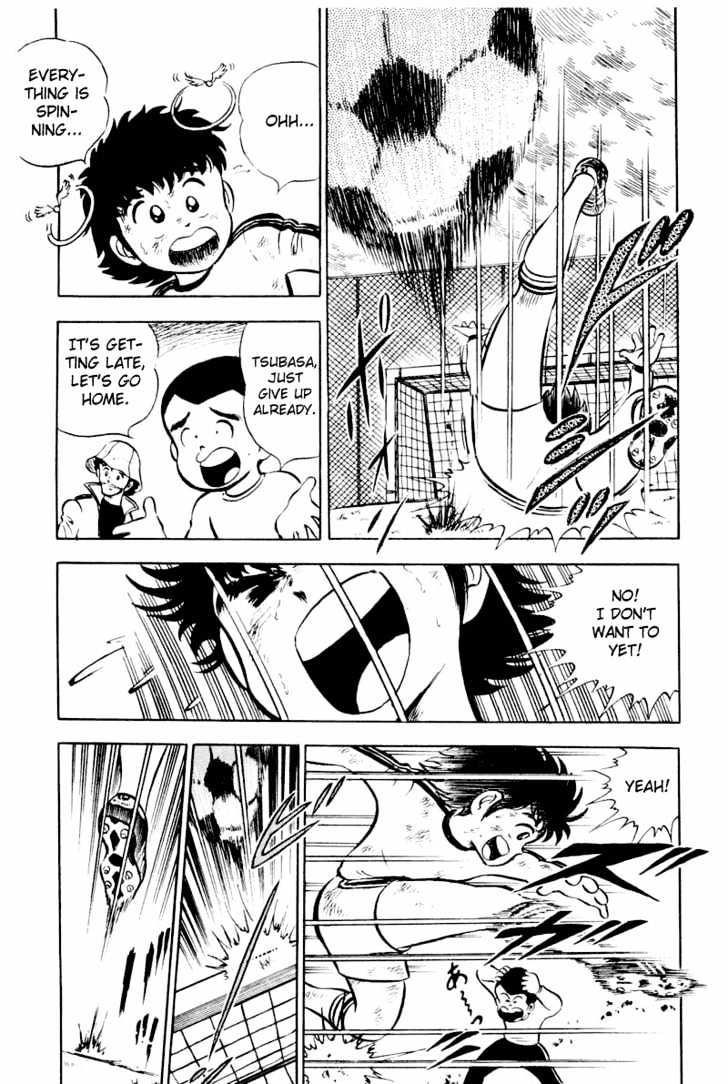 OHH...
EVERY-
THING IS
SPIN-
NING...
TSUBASA,
JUST
GIVE UP
ALREADY.
IT'S GET-
TING LATE,
LET'S GO
HOME.
NO!
I DON'T
WANT TO
YET!
YEAH!
あ〜っ